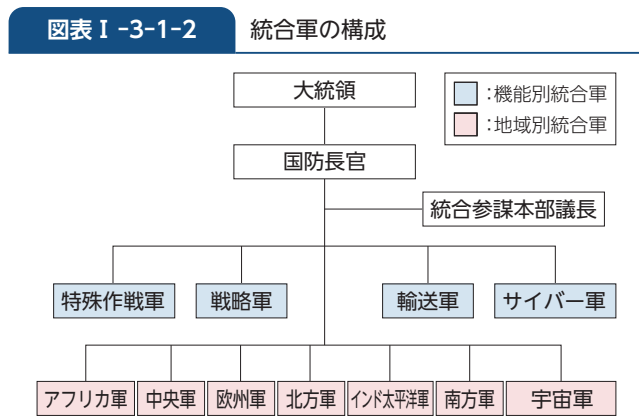 図表Ⅰ-3-1-2 統合軍の構成
大統領
:機能別統合軍
:地域別統合軍
国防長官
統合参謀本部議長
特殊作戦軍 戦略軍 輸送軍 サイバー軍
アフリカ軍 中央軍 欧州軍 北方軍 インド太平洋軍 南方軍 宇宙軍